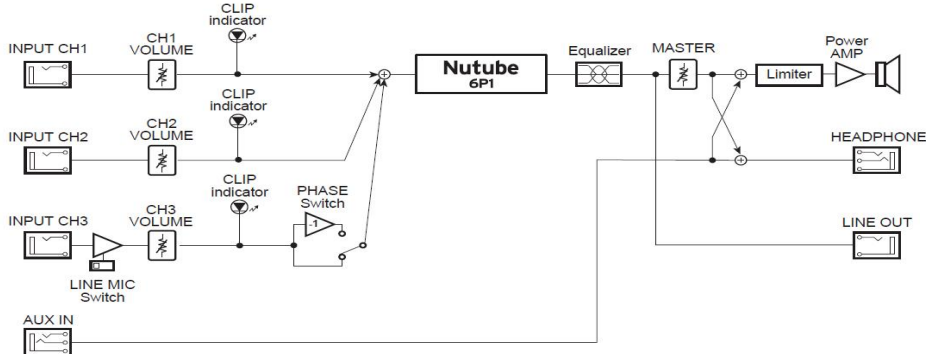 CLIP
indicator
INPUT CH1
CH1
VOLUME
Nutube
6P1
Equalizer
MASTER
Power
AMP
Limiter
CLIP
indicator
INPUT CH2
CH2
VOLUME
HEADPHONE
CLIP
indicator
PHASE
Switch
-1
INPUT CH3
CH3
VOLUME
LINE OUT
LINE MIC
Switch
AUX IN